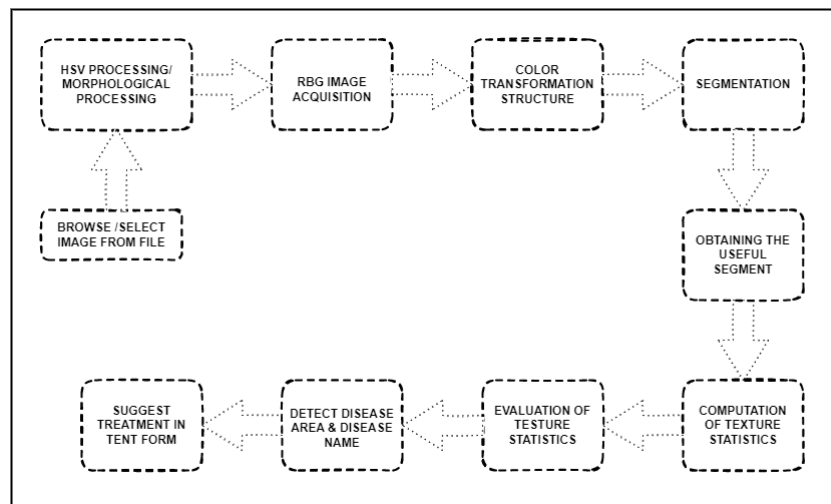 HSV PROCESSING/
MORPHOLOGICAL
PROCESSING
RBG IMAGE
ACQUISITION
COLOR
TRANSFORMATION
STRUCTURE
SEGMENTATION
BROWSE /SELECT
IMAGE FROM FILE
OBTAINING THE
USEFUL
SEGMENT
SUGGEST
TREATMENT IN
TENT FORM
DETECT DISEASE
AREA & DISEASE
NAME
EVALUATION OF
TESTURE
STATISTICS
COMPUTATION
OF TEXTURE
STATISTICS